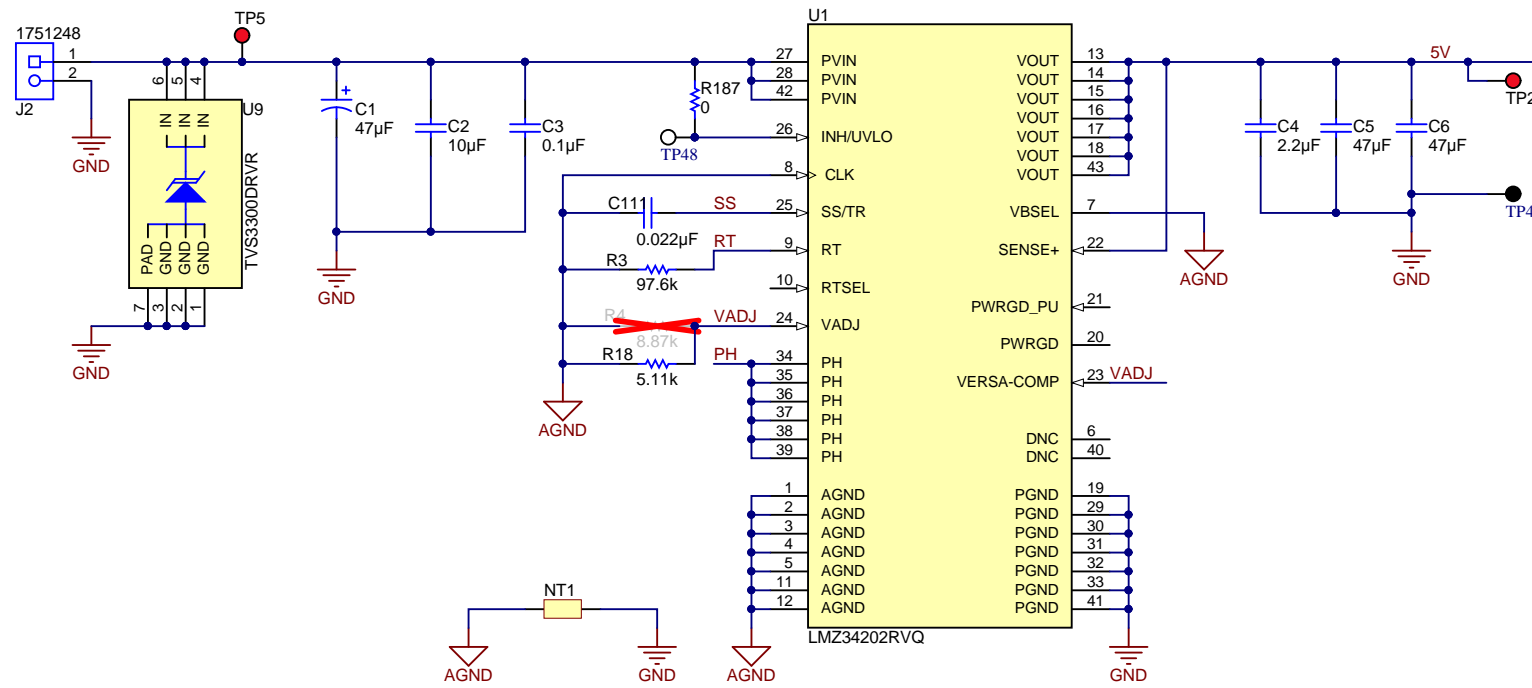 U1
TP5
1751248
1
2
J2
GND
6
5
4
IN
IN
IN
U9
TVS3300DRVR
PAD
GND
GND
GND
7
3
2
1
GND
+
C1
47µF
C2
10µF
C3
0.1µF
GND
R187
0
TP48
27 PVIN
28 PVIN
42 PVIN
26 INH/UVLO
8 CLK
C111 SS 25 SS/TR
0.022µF
RT 9 RT
R3
97.6k
10 RTSEL
R4 VADJ 24 VADJ
8.87k
R18
5.11k
AGND
PH 34 PH
35 PH
36 PH
37 PH
38 PH
39 PH
1 AGND
2 AGND
3 AGND
4 AGND
5 AGND
11 AGND
12 AGND
LMZ34202RVQ
AGND
NT1
AGND
GND
VOUT 13
VOUT 14
VOUT 15
VOUT 16
VOUT 17
VOUT 18
VOUT 43
VBSEL 7
SENSE+ 22
AGND
PWRGD_PU 21
PWRGD 20
VERSA-COMP 23 VADJ
DNC 6
DNC 40
PGND 19
PGND 29
PGND 30
PGND 31
PGND 32
PGND 33
PGND 41
GND
5V
TP2
C4
2.2µF
C5
47µF
C6
47µF
TP4
GND